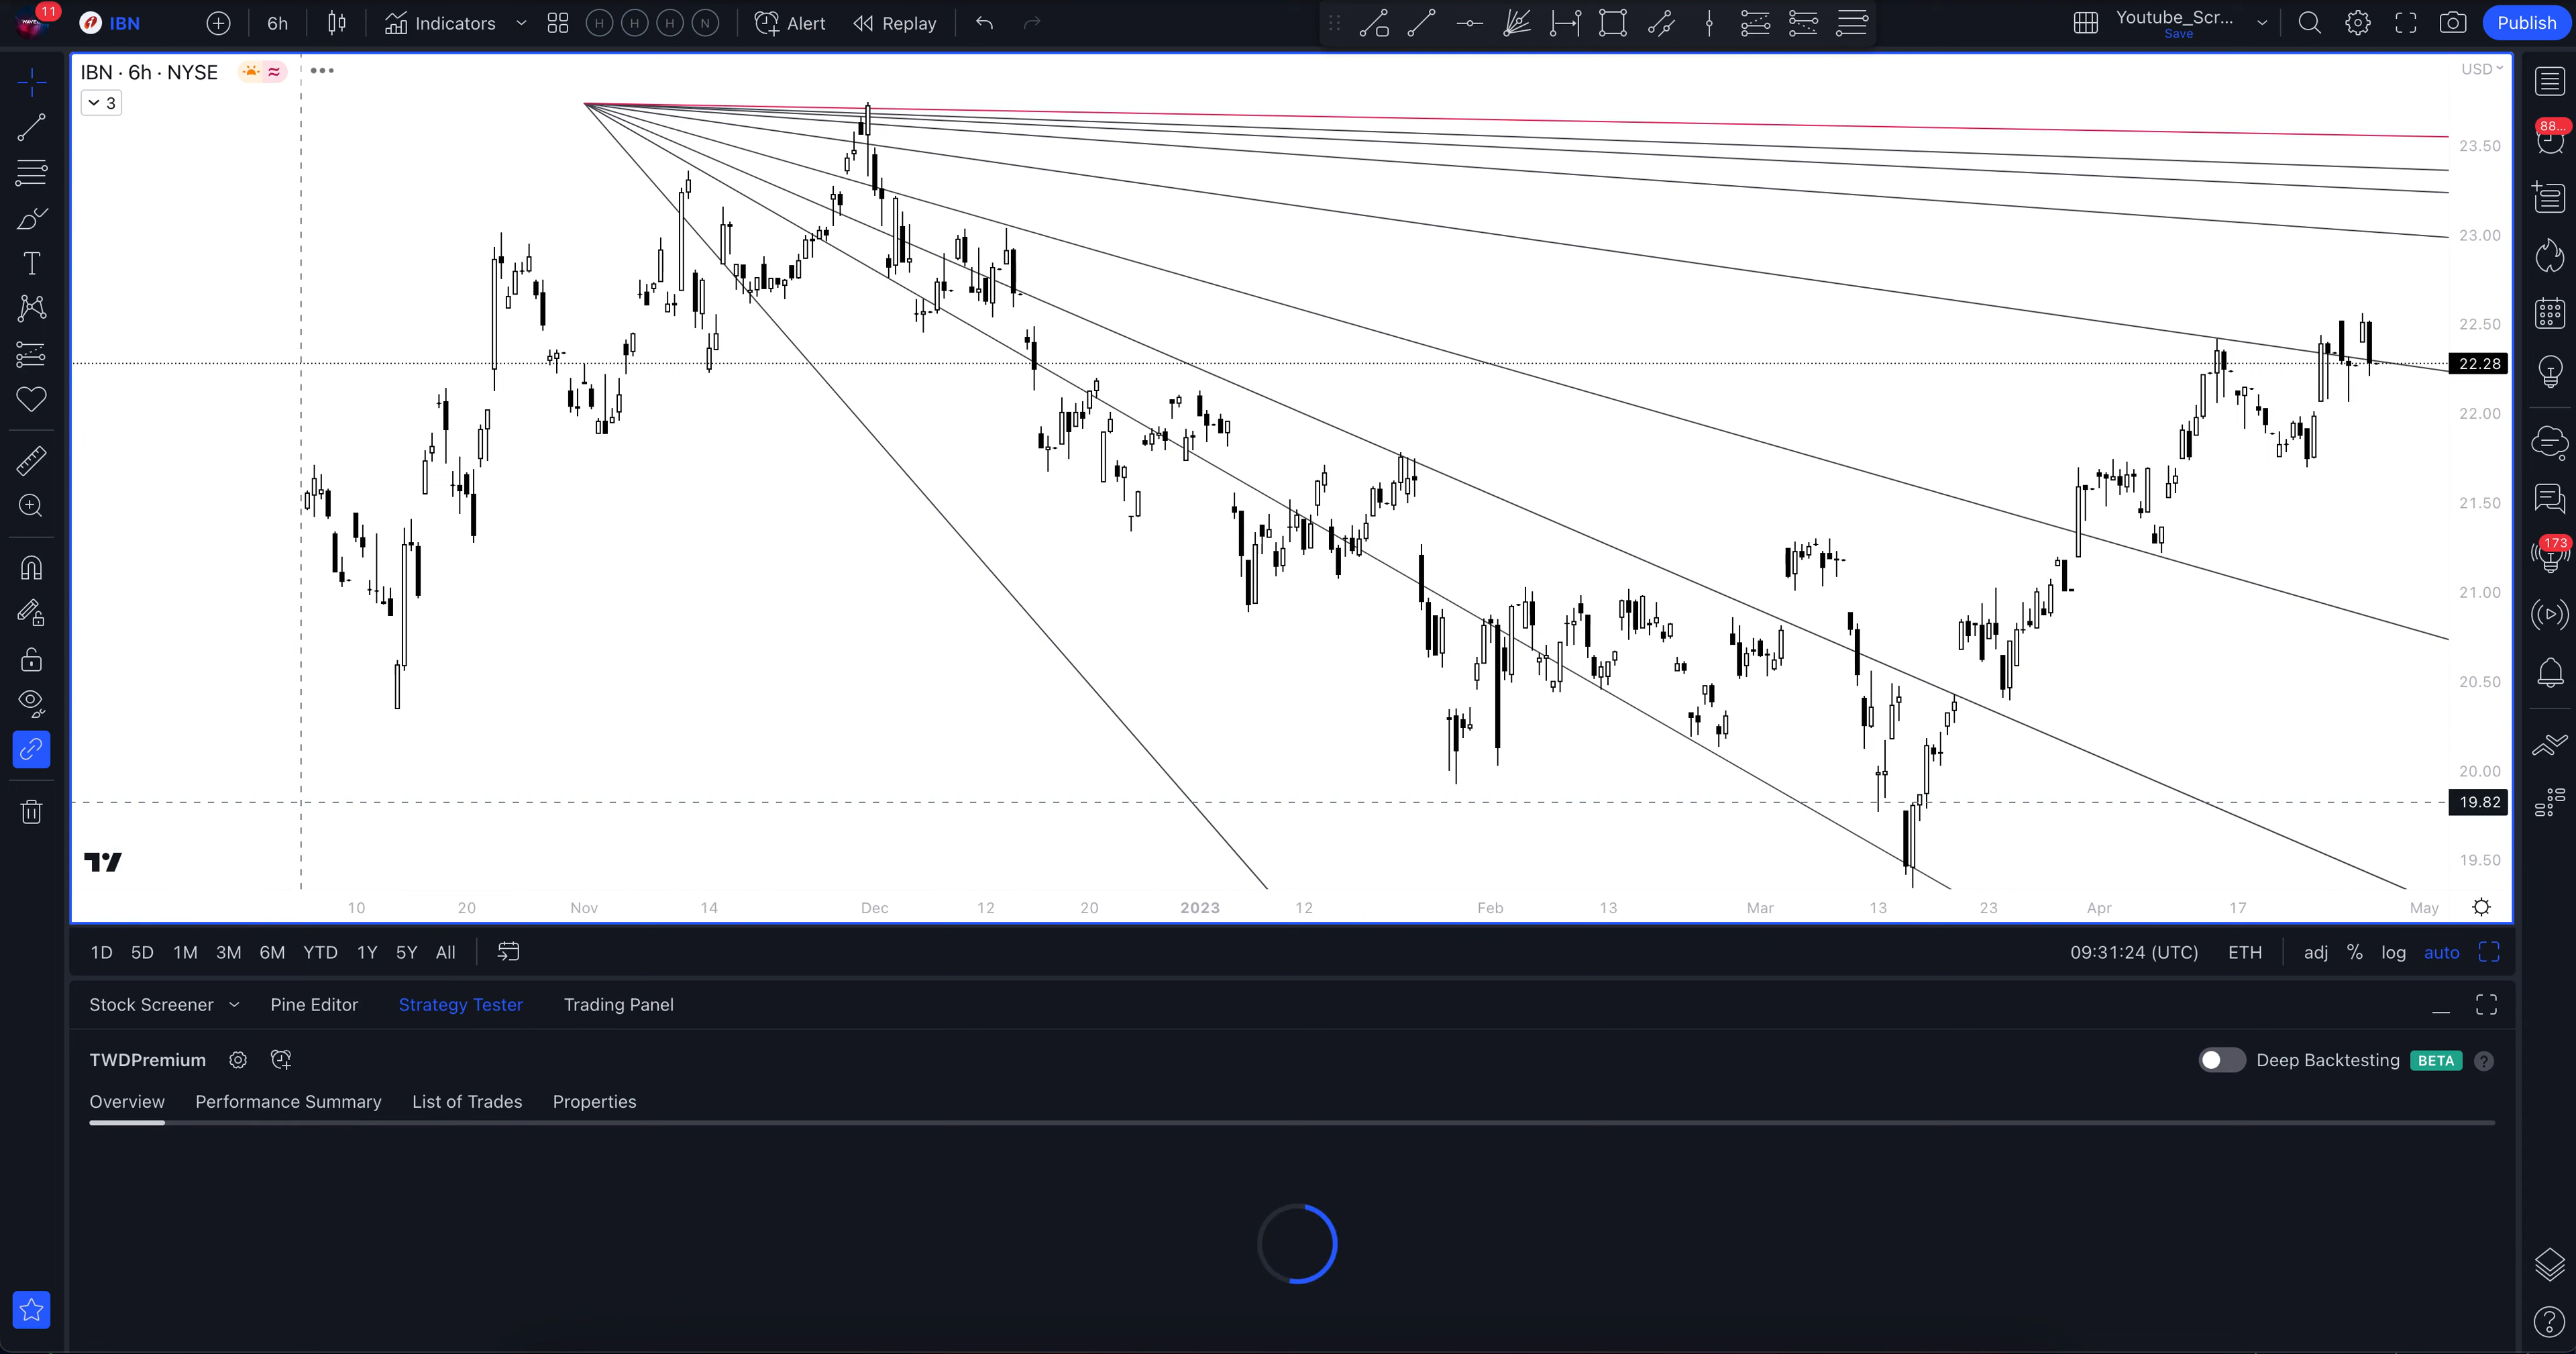 11
IBN
6h
Indicators
H H H N
Alert
Replay
Youtube_Scr...
Save
Publish
IBN · 6h · NYSE
3
USD
23.50
23.00
22.50
22.28
22.00
21.50
21.00
20.50
20.00
19.82
19.50
10 20 Nov 14 Dec 12 20 2023 12 Feb 13 Mar 13 23 Apr 17 May
88...
173
1D 5D 1M 3M 6M YTD 1Y 5Y All
09:31:24 (UTC) ETH adj % log auto
Stock Screener Pine Editor Strategy Tester Trading Panel
TWDPremium
Deep Backtesting BETA ?
Overview Performance Summary List of Trades Properties